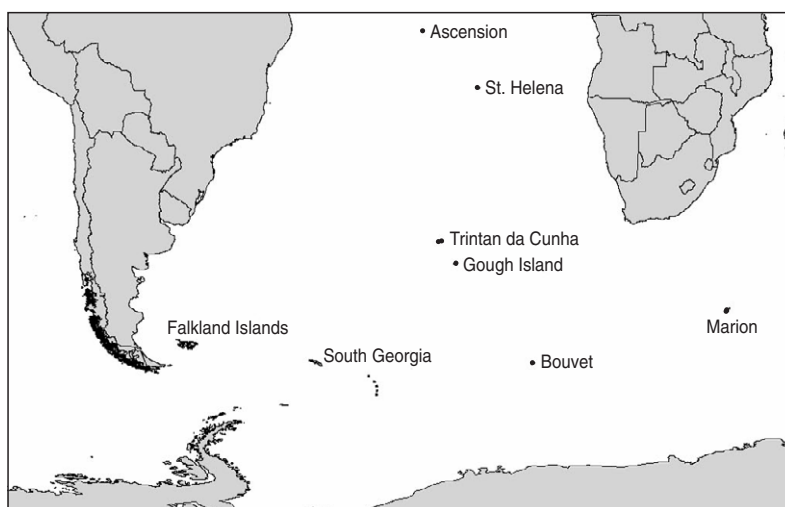 Ascension
St. Helena
Trintan da Cunha
Gough Island
Marion
Falkland Islands
South Georgia
Bouvet